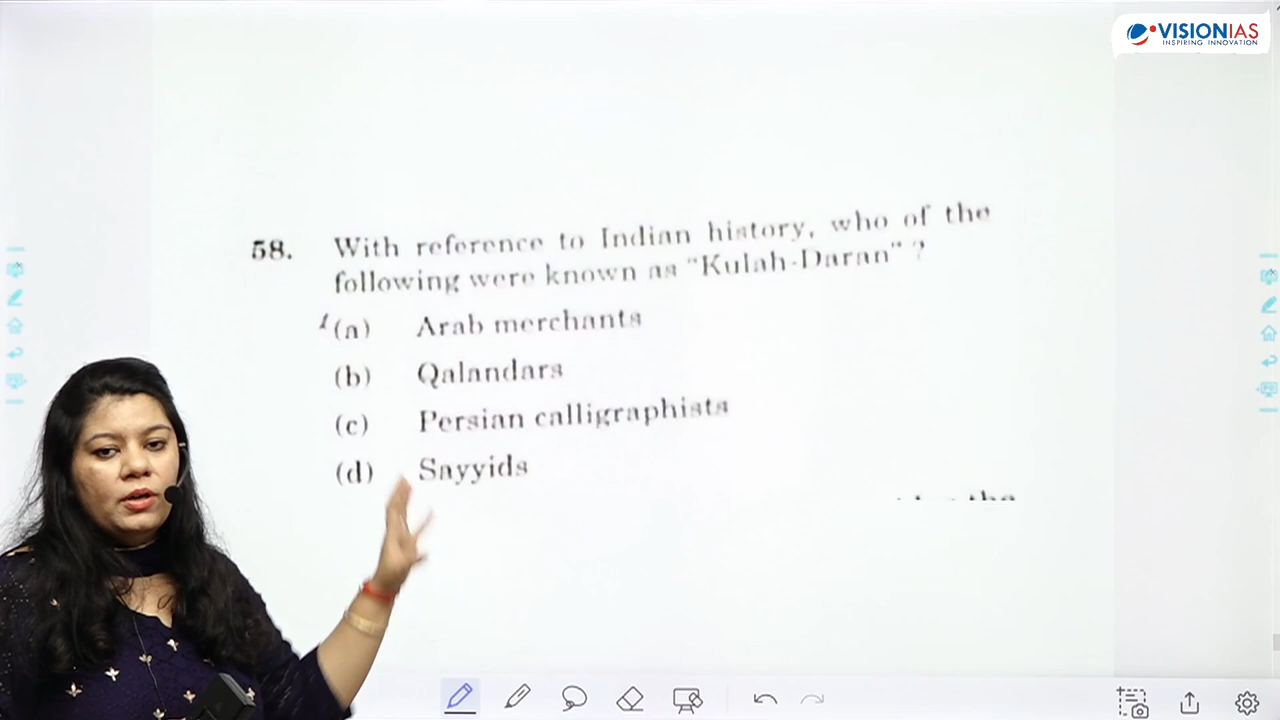 VISIONIAS
INSPIRING INNOVATION
58. With reference to Indian history, who of the
following were known as "Kulah-Daran" ?
(a) Arab merchants
(b) Qalandars
(c) Persian calligraphists
(d) Sayyids
the